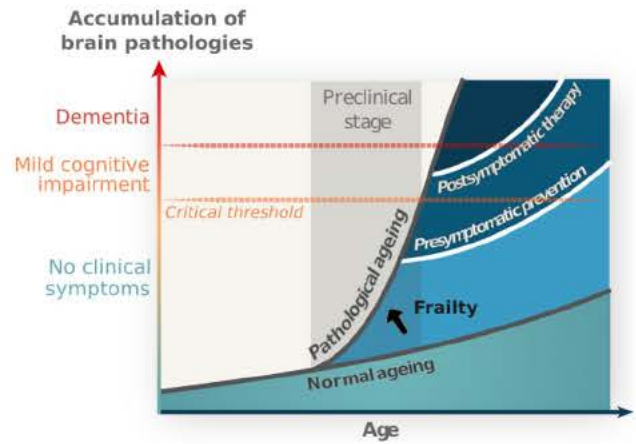 Accumulation of
brain pathologies
Preclinical
stage
Dementia
Mild cognitive
impairment
Critical threshold
No clinical
symptoms
Postsymptomatic therapy
Presymptomatic prevention
Pathological ageing
Frailty
Normal ageing
Age